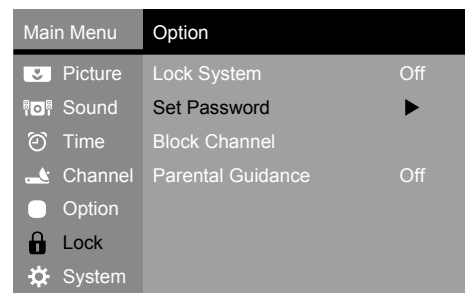 Main Menu Option
Picture Lock System Off
Sound Set Password
Time Block Channel
Channel Parental Guidance Off
Option
Lock
System